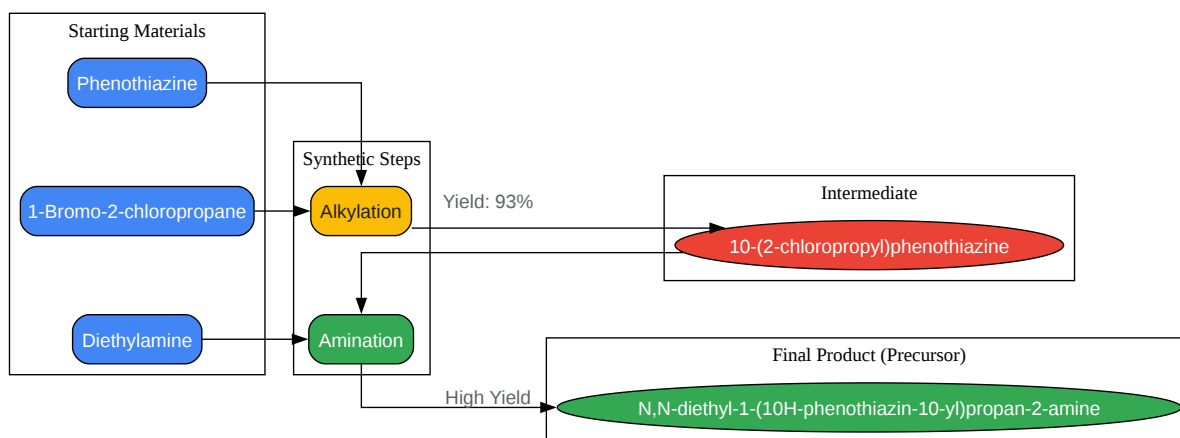 Starting Materials
Phenothiazine
1-Bromo-2-chloropropane
Diethylamine
Synthetic Steps
Alkylation
Amination
Yield: 93%
High Yield
Intermediate
10-(2-chloropropyl)phenothiazine
Final Product (Precursor)
N,N-diethyl-1-(10H-phenothiazin-10-yl)propan-2-amine